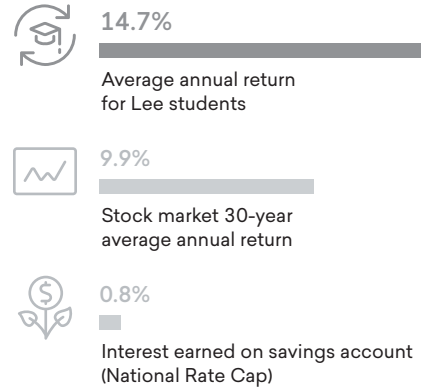 14.7%
Average annual return
for Lee students
9.9%
Stock market 30-year
average annual return
$
0.8%
Interest earned on savings account
(National Rate Cap)